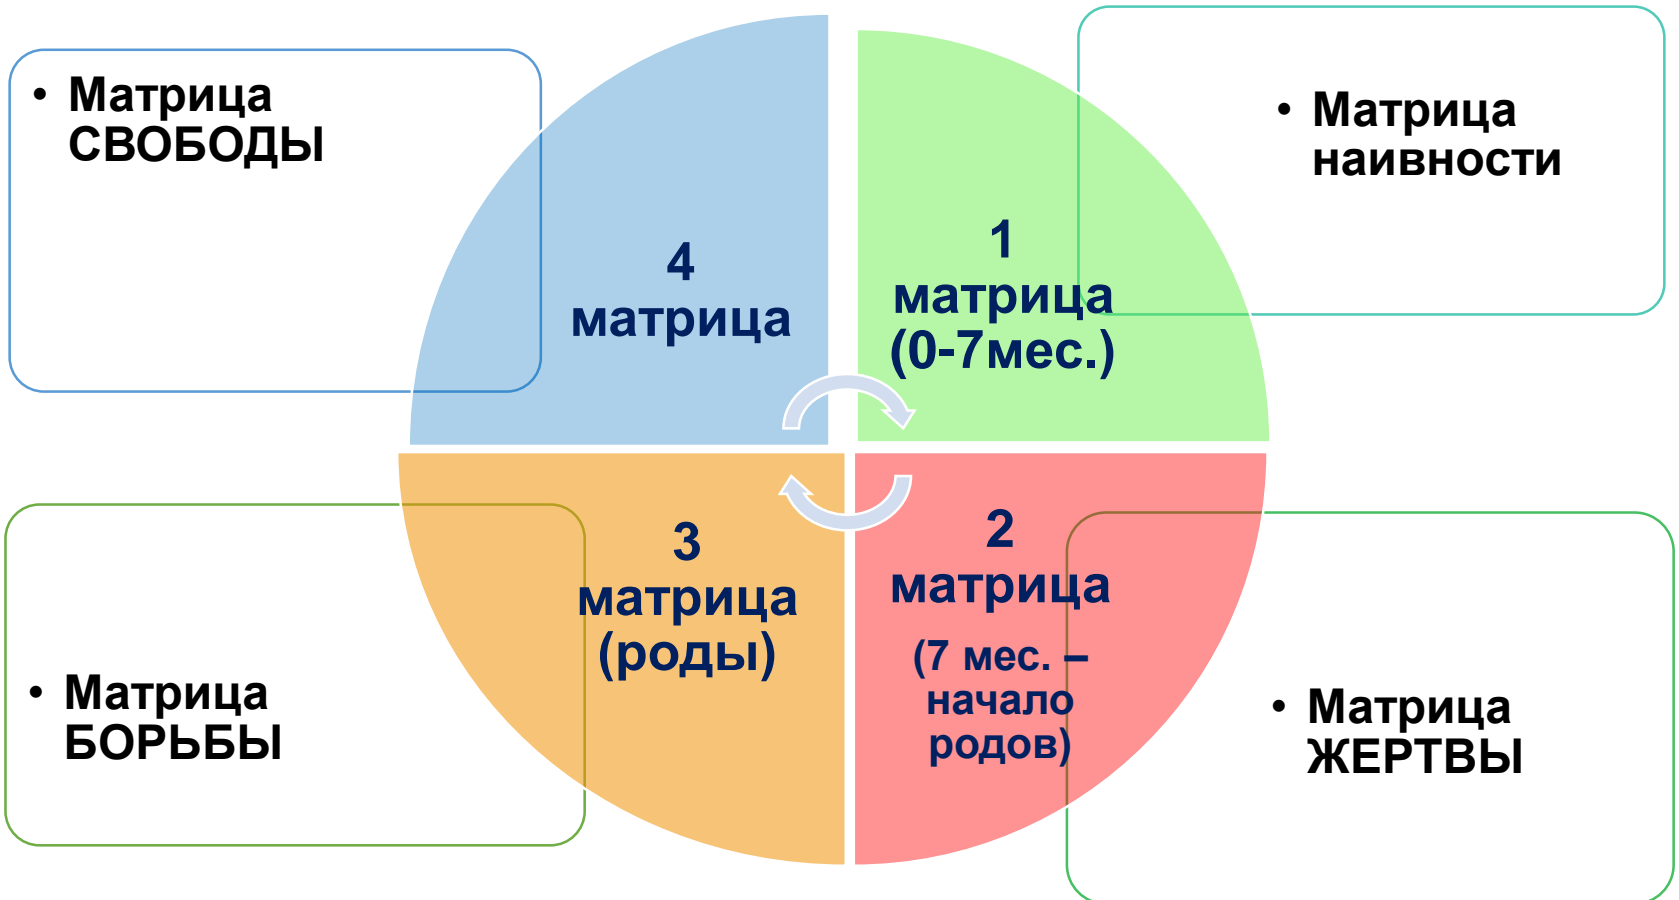 • Матрица
СВОБОДЫ
4
матрица
1
матрица
(0-7мес.)
• Матрица
наивности
3
матрица
(роды)
• Матрица
БОРЬБЫ
2
матрица
(7 мес. –
начало
родов)
• Матрица
ЖЕРТВЫ